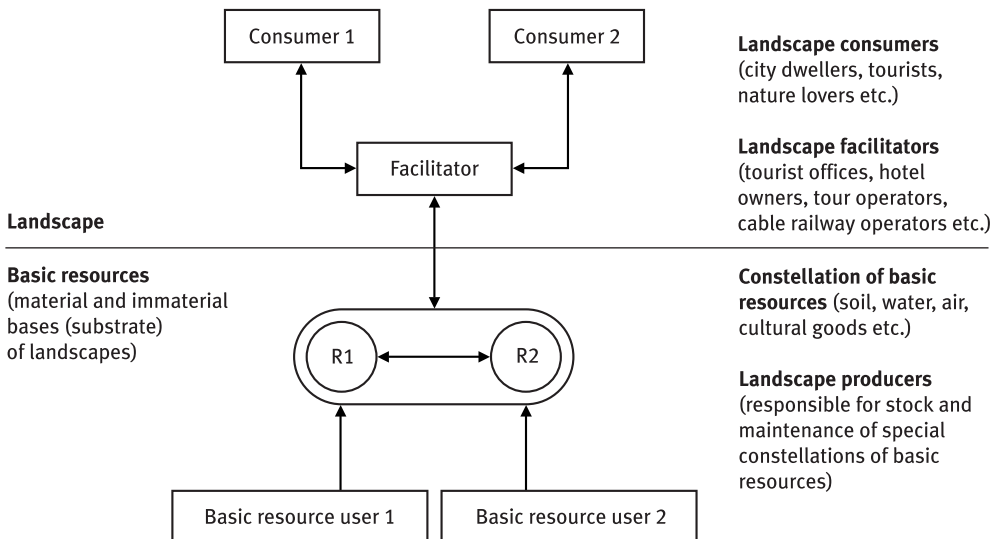 Consumer 1
Consumer 2
Landscape consumers
(city dwellers, tourists,
nature lovers etc.)
Facilitator
Landscape facilitators
(tourist offices, hotel
owners, tour operators,
cable railway operators etc.)
Landscape
Basic resources
(material and immaterial
bases (substrate)
of landscapes)
Constellation of basic
resources (soil, water, air,
cultural goods etc.)
R1
R2
Landscape producers
(responsible for stock and
maintenance of special
constellations of basic
resources)
Basic resource user 1
Basic resource user 2